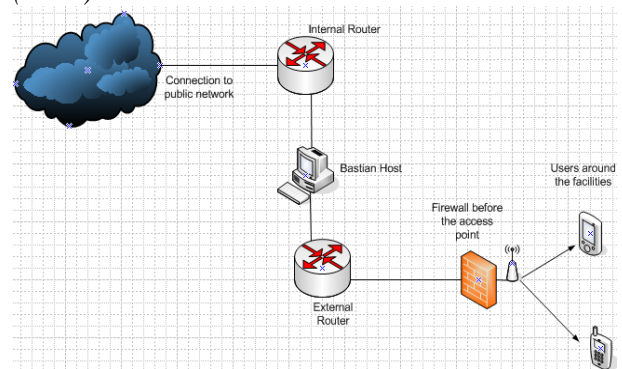 Internal Router
Connection to
public network
Bastian Host
Users around
the facilities
Firewall before
the access
point
External
Router